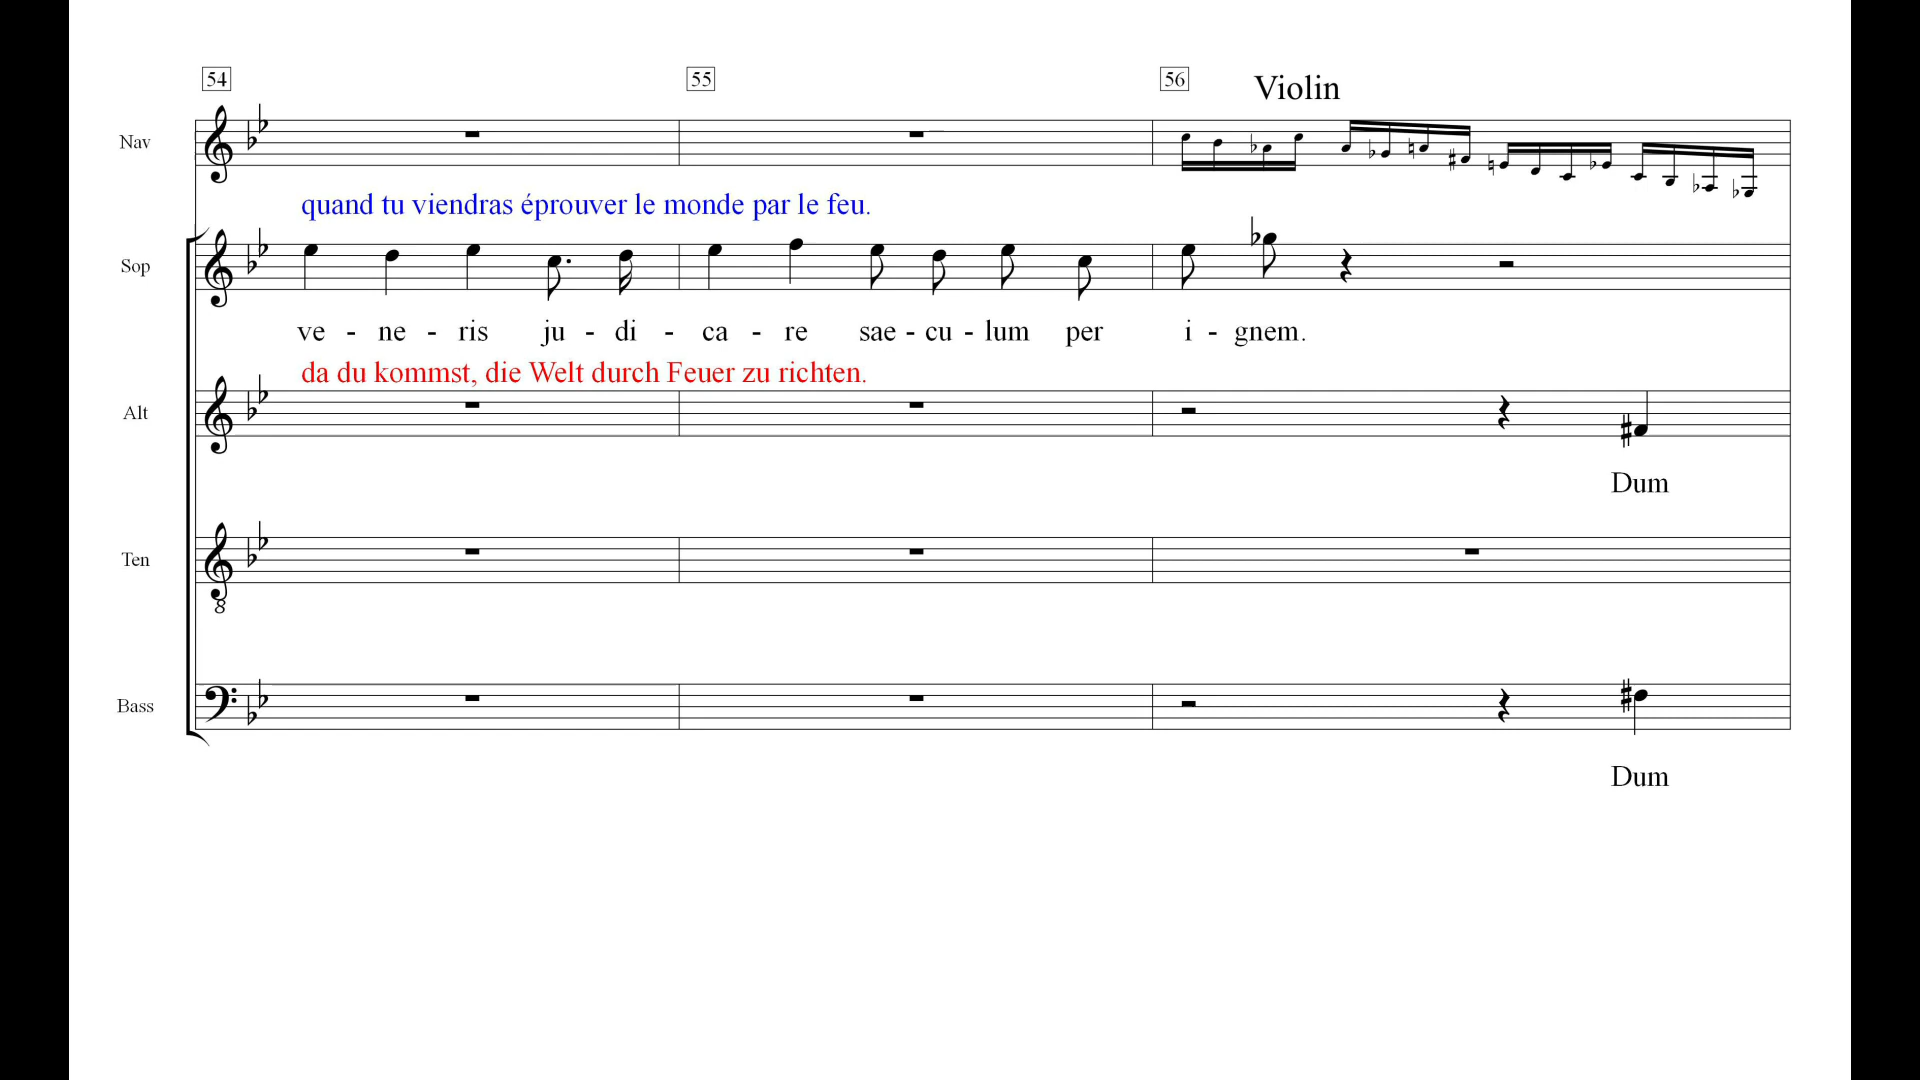 54 55 56 Violin
Nav
quand tu viendras éprouver le monde par le feu.
Sop
ve - ne - ris ju - di - ca - re sae - cu - lum per i - gnem.
da du kommst, die Welt durch Feuer zu richten.
Alt
Dum
Ten
8
Bass
Dum